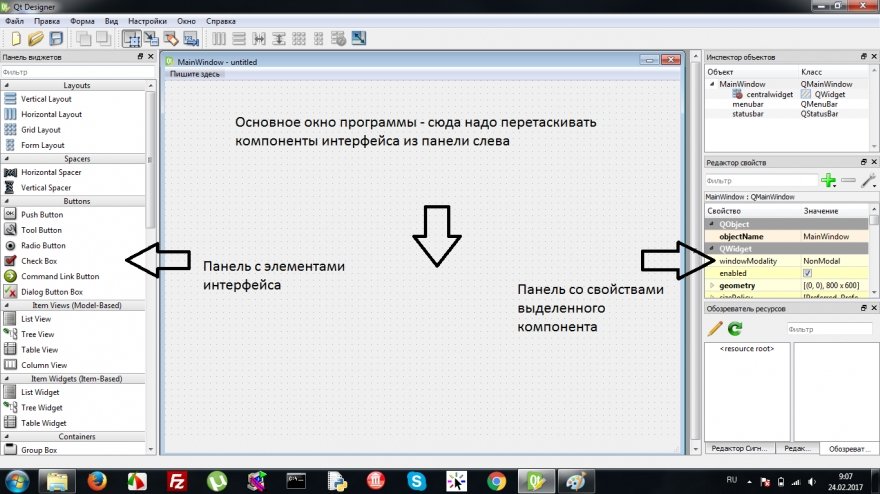 Qt Designer
Файл Правка Форма Вид Настройки Окно Справка
Панель виджетов
Фильтр
Layouts
Vertical Layout
Horizontal Layout
Grid Layout
Form Layout
Spacers
Horizontal Spacer
Vertical Spacer
Buttons
Push Button
Tool Button
Radio Button
Check Box
Command Link Button
Dialog Button Box
Item Views (Model-Based)
List View
Tree View
Table View
Column View
Item Widgets (Item-Based)
List Widget
Tree Widget
Table Widget
Containers
Group Box
MainWindow - untitled
Пишите здесь
Основное окно программы - сюда надо перетаскивать
компоненты интерфейса из панели слева
Панель с элементами
интерфейса
Панель со свойствами
выделенного
компонента
Инспектор объектов
Объект Класс
MainWindow QMainWindow
centralwidget QWidget
menubar QMenuBar
statusbar QStatusBar
Редактор свойств
Фильтр
MainWindow : QMainWindow
Свойство Значение
QObject
objectName MainWindow
QWidget
windowModality NonModal
enabled
geometry [(0, 0), 800 x 600]
sizePolicy [Preferred, Prefe
Обозреватель ресурсов
Фильтр
<resource root>
Редактор Сигн... Редак... Обозреват...
RU
9:07
24.02.2017